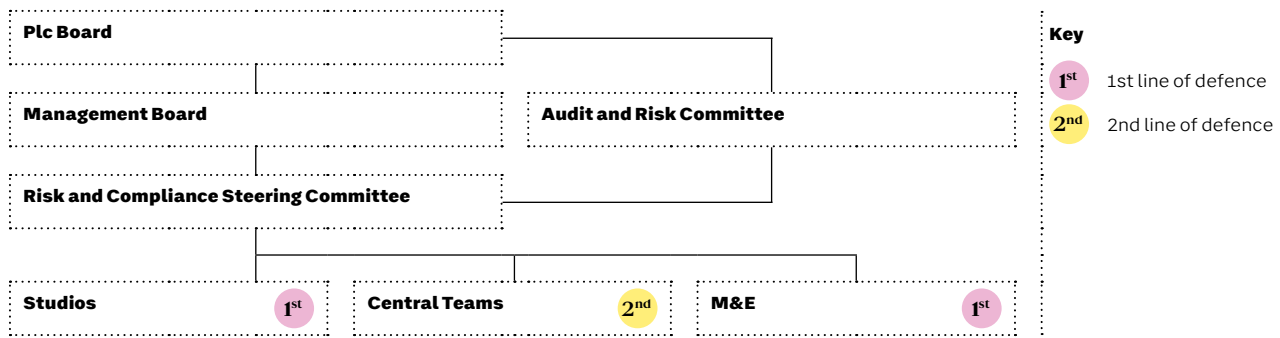 Plc Board
Key
1st
1st line of defence
Management Board
Audit and Risk Committee
2nd
2nd line of defence
Risk and Compliance Steering Committee
Studios
1st
Central Teams
2nd
M&E
1st